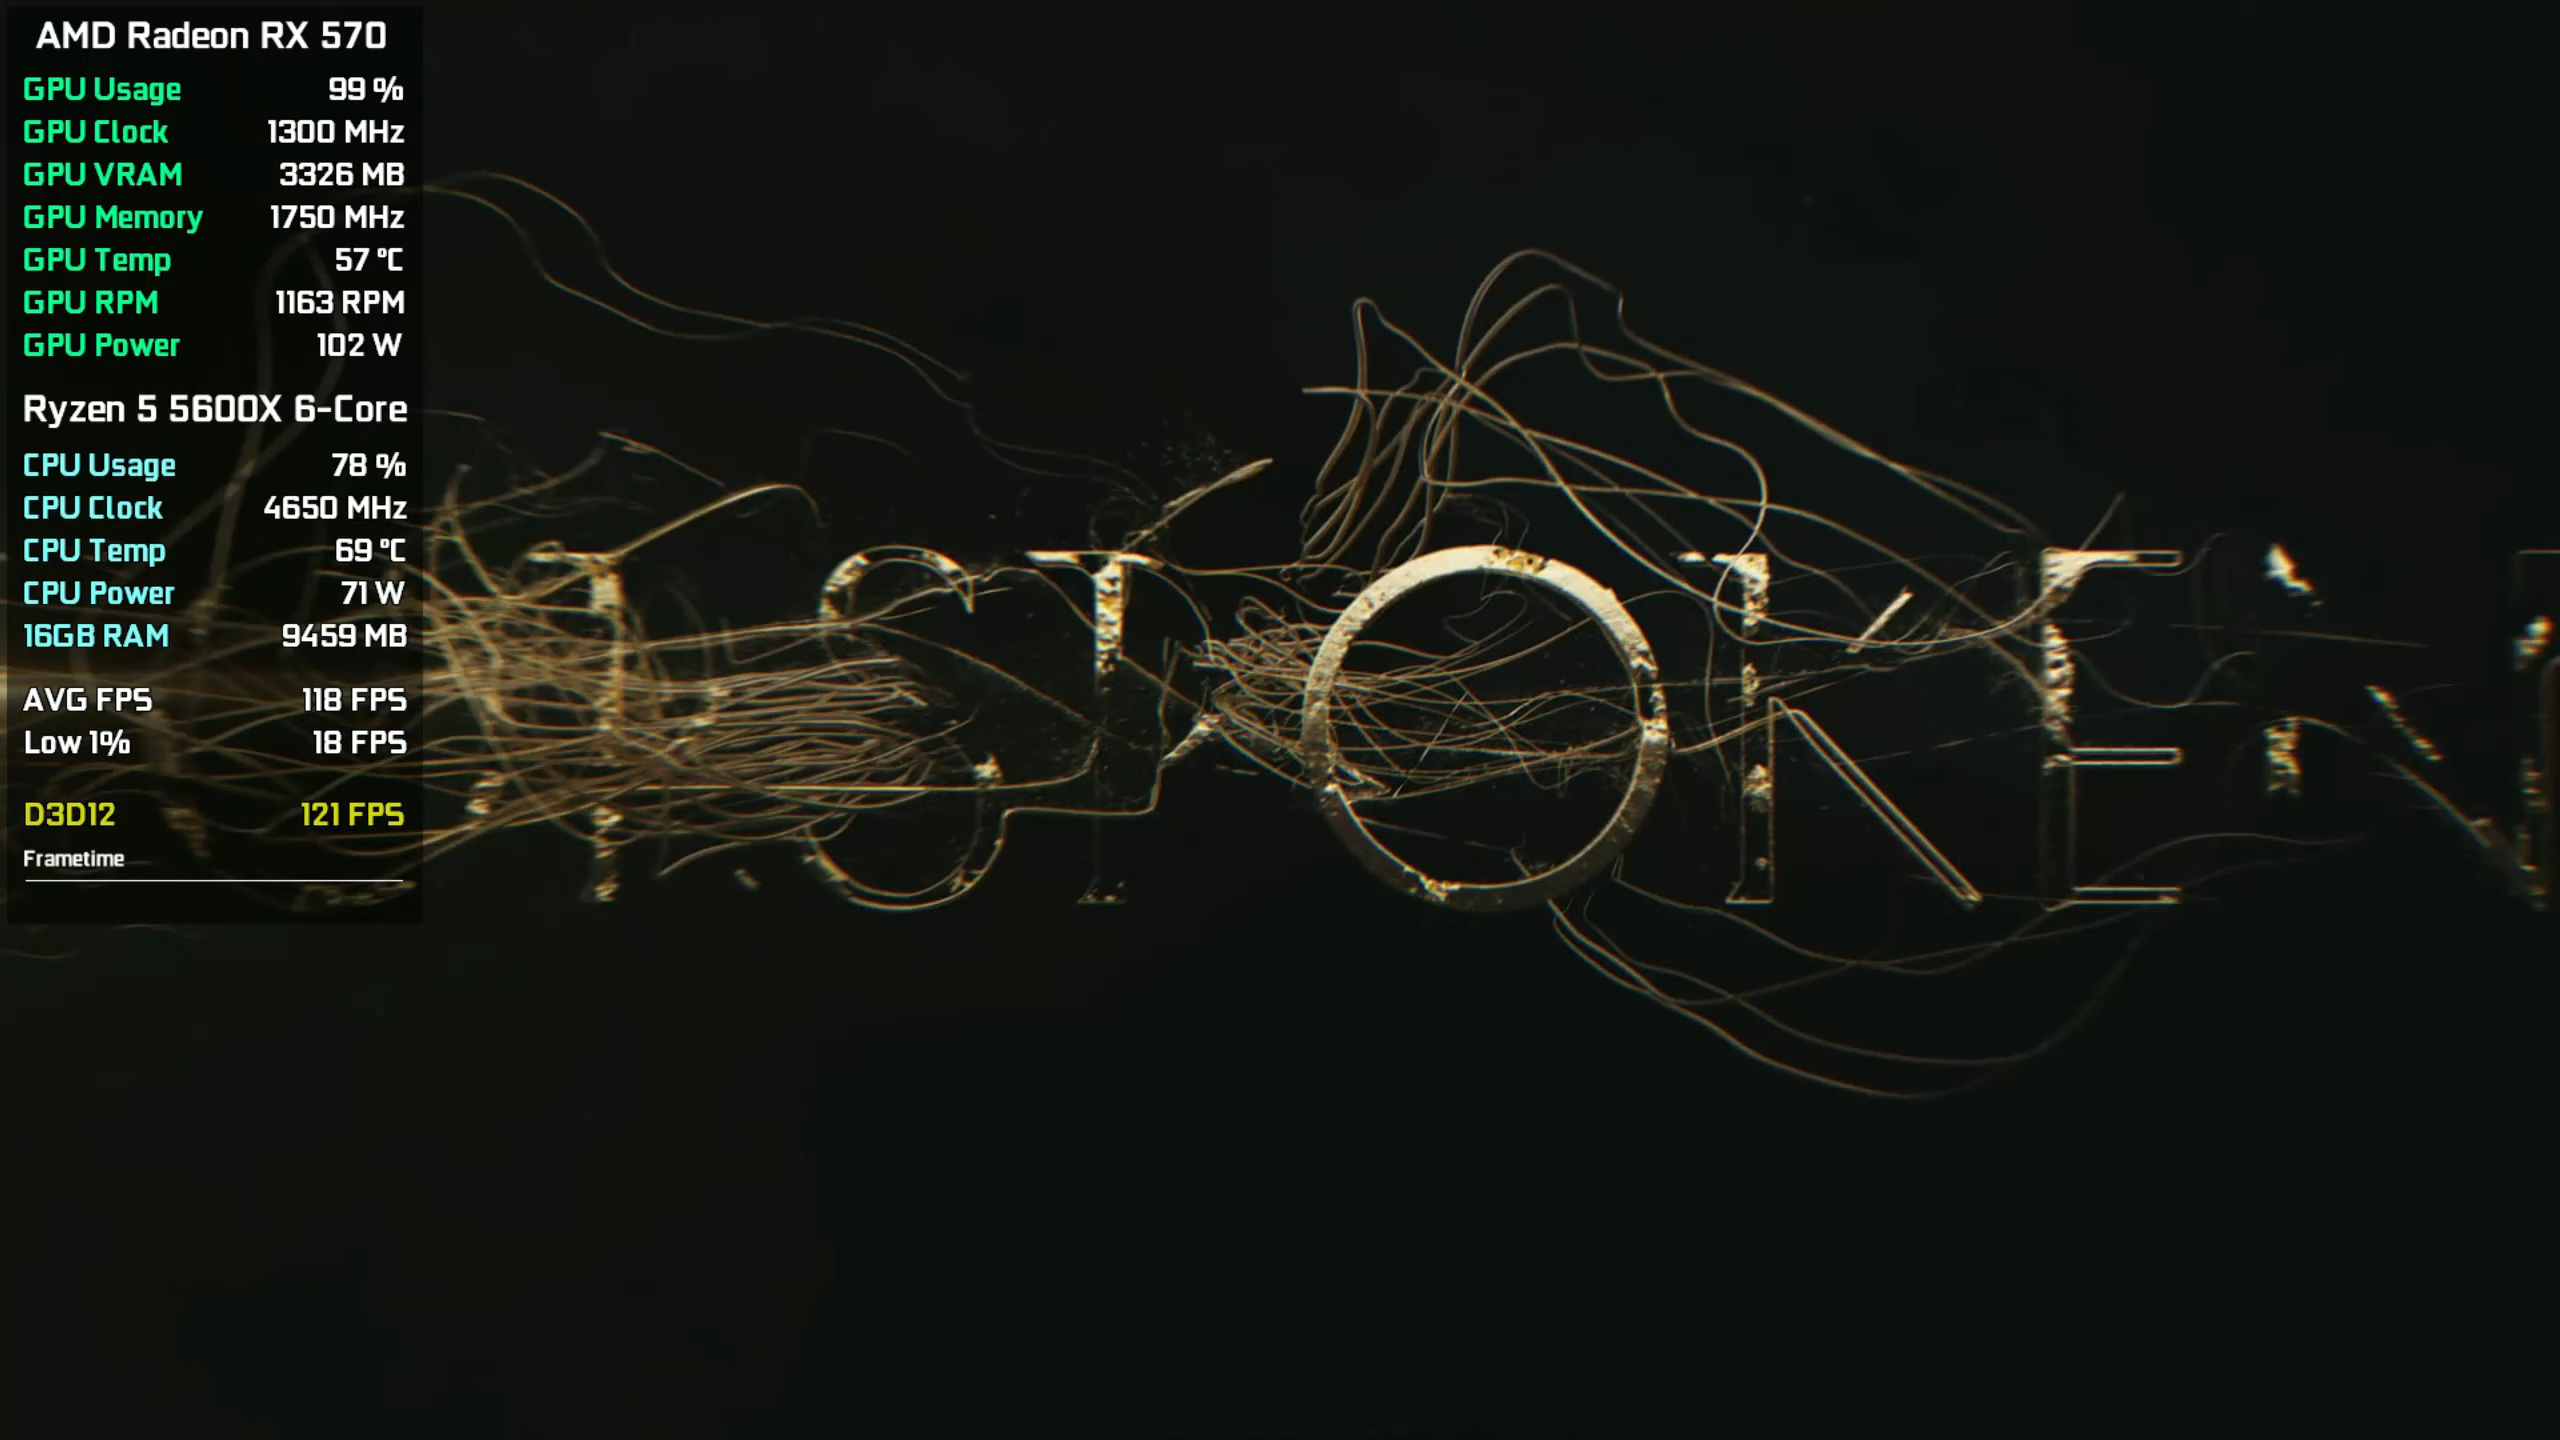 AMD Radeon RX 570
GPU Usage 99 %
GPU Clock 1300 MHz
GPU VRAM 3326 MB
GPU Memory 1750 MHz
GPU Temp 57 °C
GPU RPM 1163 RPM
GPU Power 102 W
Ryzen 5 5600X 6-Core
CPU Usage 78 %
CPU Clock 4650 MHz
CPU Temp 69 °C
CPU Power 71 W
16GB RAM 9459 MB
AVG FPS 118 FPS
Low 1% 18 FPS
D3D12 121 FPS
Frametime